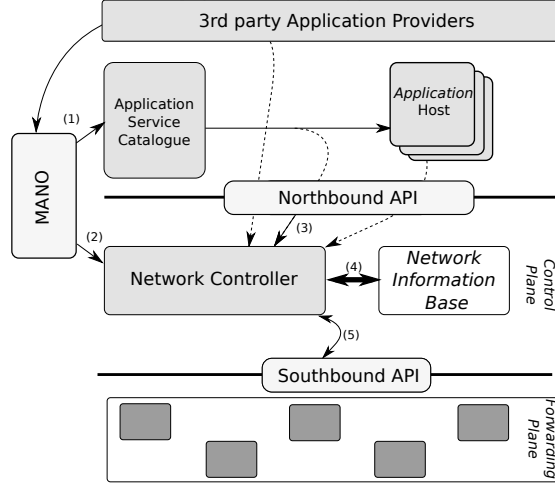 3rd party Application Providers
(1)
Application
Service
Catalogue
Application
Host
MANO
Northbound API
(2)
(3)
Network Controller
(4)
Network
Information
Base
Control
Plane
(5)
Southbound API
Forwarding
Plane